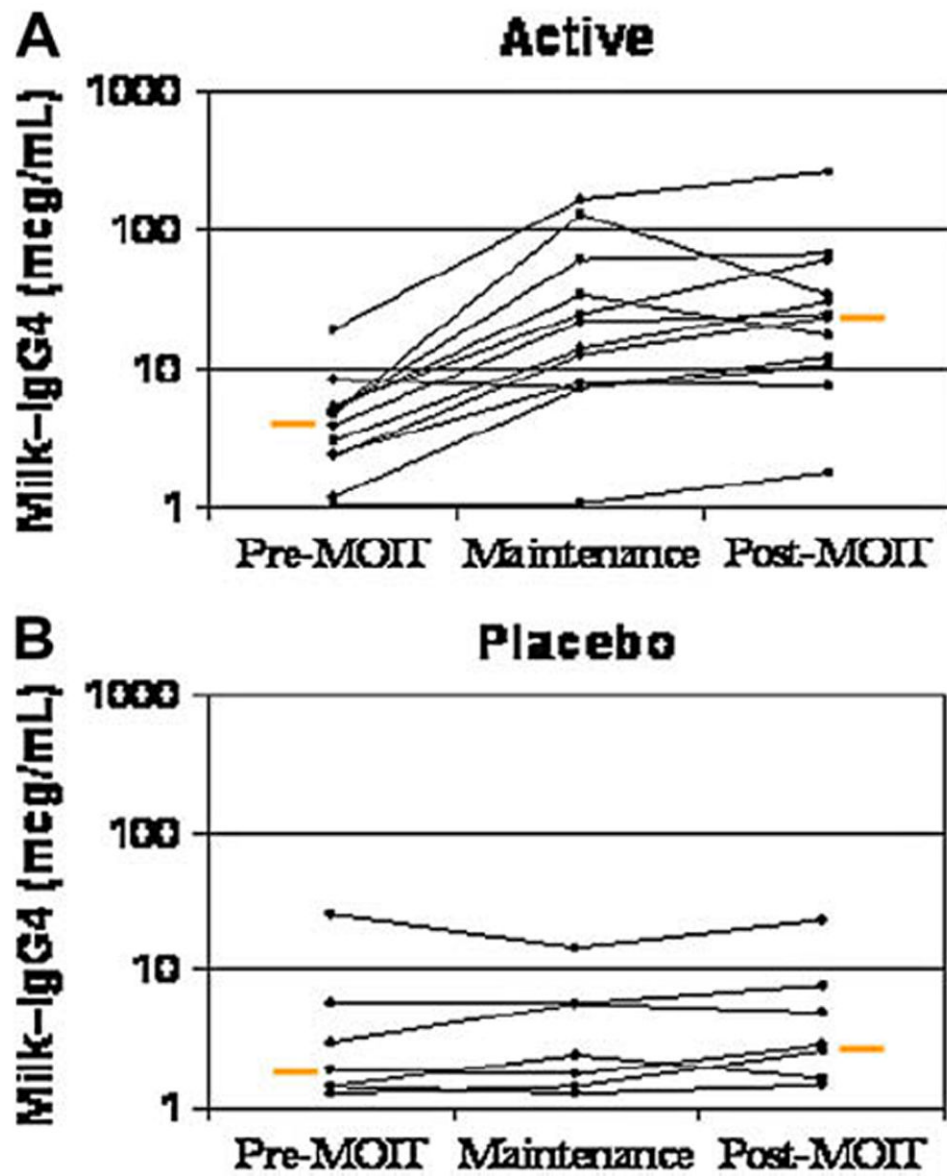 A
Active
Milk-IgG4 (mcg/mL)
1000
100
10
1
Pre-MOIT Maintenance Post-MOIT
B
Placebo
Milk-IgG4 (mcg/mL)
1000
100
10
1
Pre-MOIT Maintenance Post-MOIT